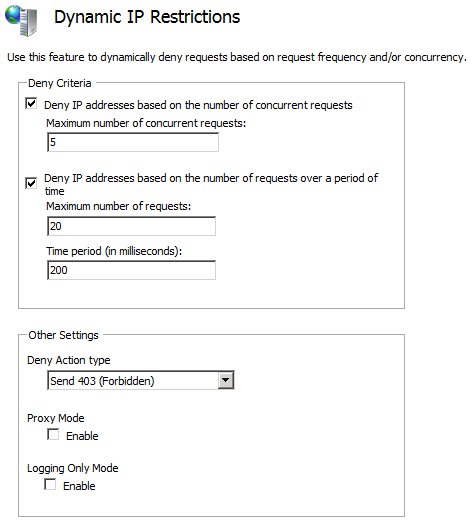 Dynamic IP Restrictions
Use this feature to dynamically deny requests based on request frequency and/or concurrency.
Deny Criteria
Deny IP addresses based on the number of concurrent requests
Maximum number of concurrent requests:
5
Deny IP addresses based on the number of requests over a period of
time
Maximum number of requests:
20
Time period (in milliseconds):
200
Other Settings
Deny Action type
Send 403 (Forbidden)
Proxy Mode
Enable
Logging Only Mode
Enable